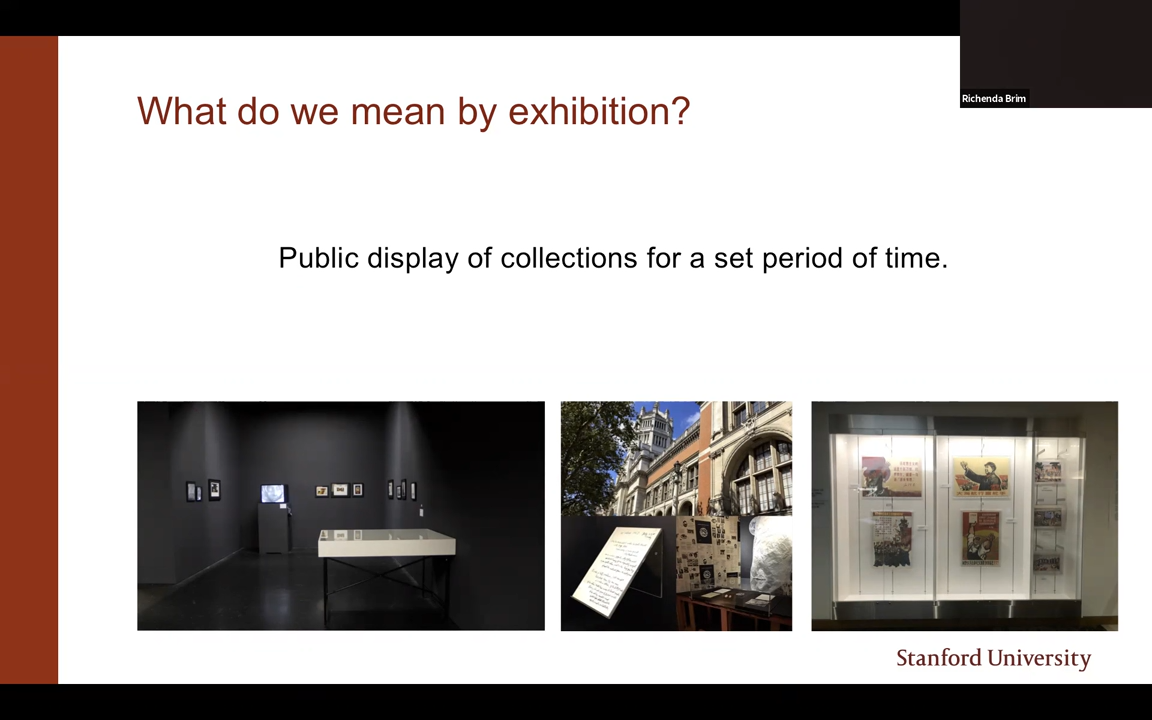 Richenda Brim
What do we mean by exhibition?
Public display of collections for a set period of time.
Stanford University